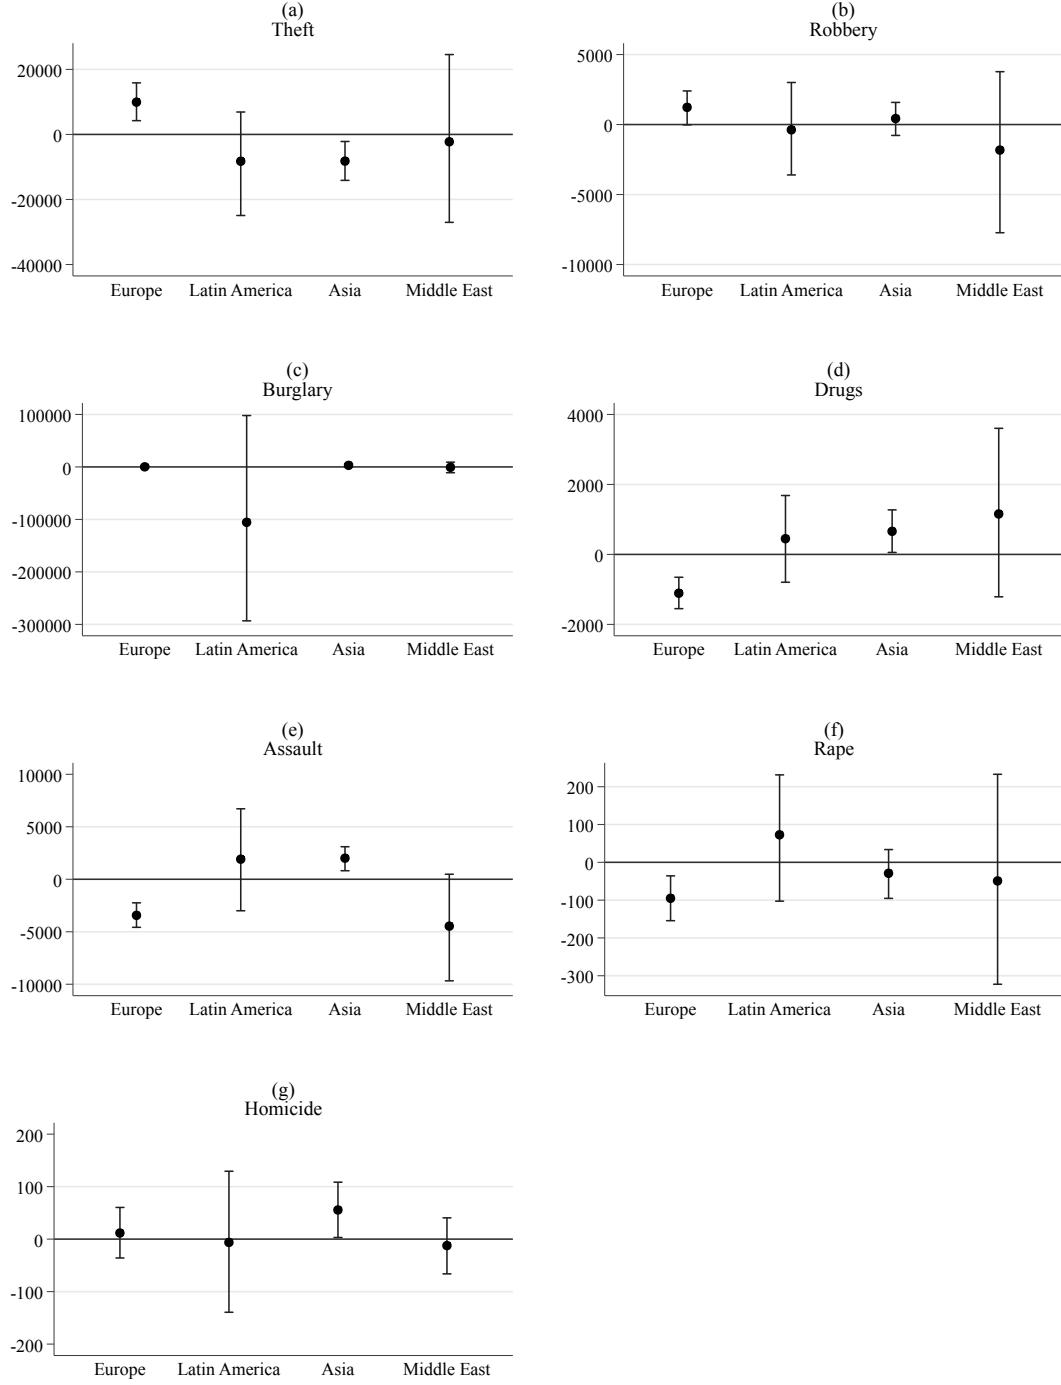 (a)
Theft
20000
0
-20000
-40000
Europe Latin America Asia Middle East
(b)
Robbery
5000
0
-5000
-10000
Europe Latin America Asia Middle East
(c)
Burglary
100000
0
-100000
-200000
-300000
Europe Latin America Asia Middle East
(d)
Drugs
4000
2000
0
-2000
Europe Latin America Asia Middle East
(e)
Assault
10000
5000
0
-5000
-10000
Europe Latin America Asia Middle East
(f)
Rape
200
100
0
-100
-200
-300
Europe Latin America Asia Middle East
(g)
Homicide
200
100
0
-100
-200
Europe Latin America Asia Middle East